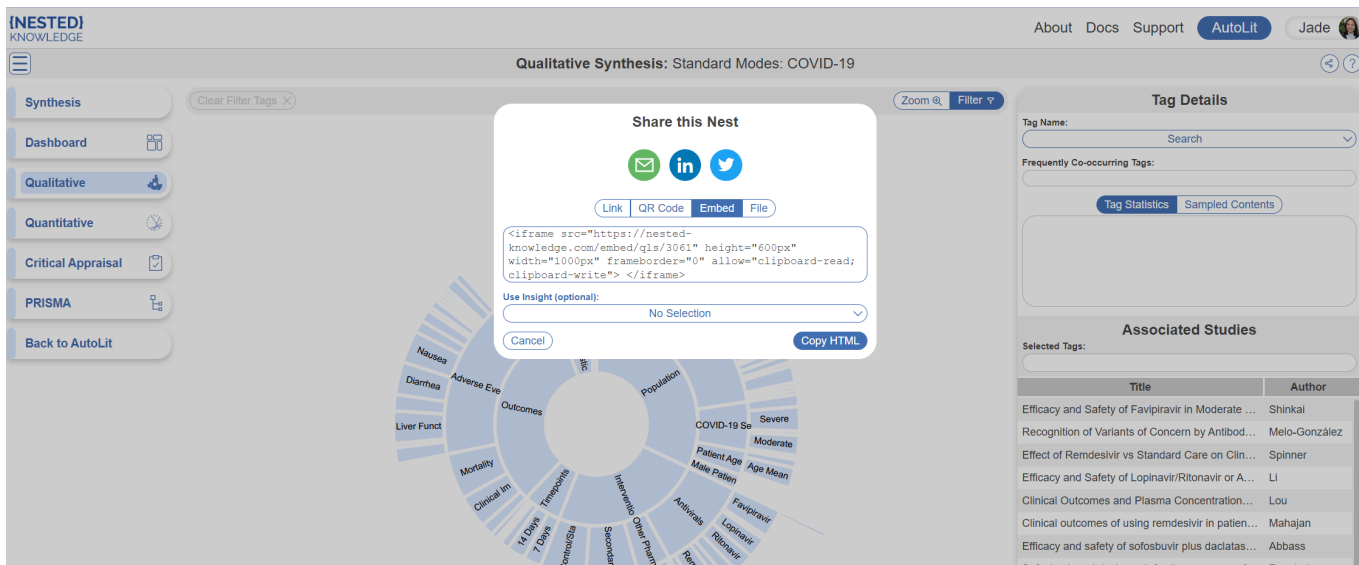 {NESTED}
KNOWLEDGE
About Docs Support AutoLit Jade
Qualitative Synthesis: Standard Modes: COVID-19
?
Synthesis
Dashboard
Qualitative
Quantitative
Critical Appraisal
PRISMA
Back to AutoLit
Clear Filter Tags ×
Zoom Filter
Share this Nest
in
Link QR Code Embed File
<iframe src="https://nested-
knowledge.com/embed/qls/3061" height="600px"
width="1000px" frameborder="0" allow="clipboard-read;
clipboard-write"> </iframe>
Use Insight (optional):
No Selection
Cancel Copy HTML
stic
Population
COVID-19 Se
Severe
Moderate
Patient Age
Age Mean
Male Patien
Interventio
Antivirals
Favipiravir
Lopinavir
Ritonavir
Rem
Other Pharm
Secondar
ontrol/Sta
Timepoints
14 Days
7 Days
Outcomes
Adverse Eve
Nausea
Diarrhea
Liver Funct
Mortality
Clinical Im
Tag Details
Tag Name:
Search
Frequently Co-occurring Tags:
Tag Statistics Sampled Contents
Associated Studies
Selected Tags:
Title Author
Efficacy and Safety of Favipiravir in Moderate ... Shinkai
Recognition of Variants of Concern by Antibod... Melo-González
Effect of Remdesivir vs Standard Care on Clin... Spinner
Efficacy and Safety of Lopinavir/Ritonavir or A... Li
Clinical Outcomes and Plasma Concentration... Lou
Clinical outcomes of using remdesivir in patien... Mahajan
Efficacy and safety of sofosbuvir plus daclatas... Abbass